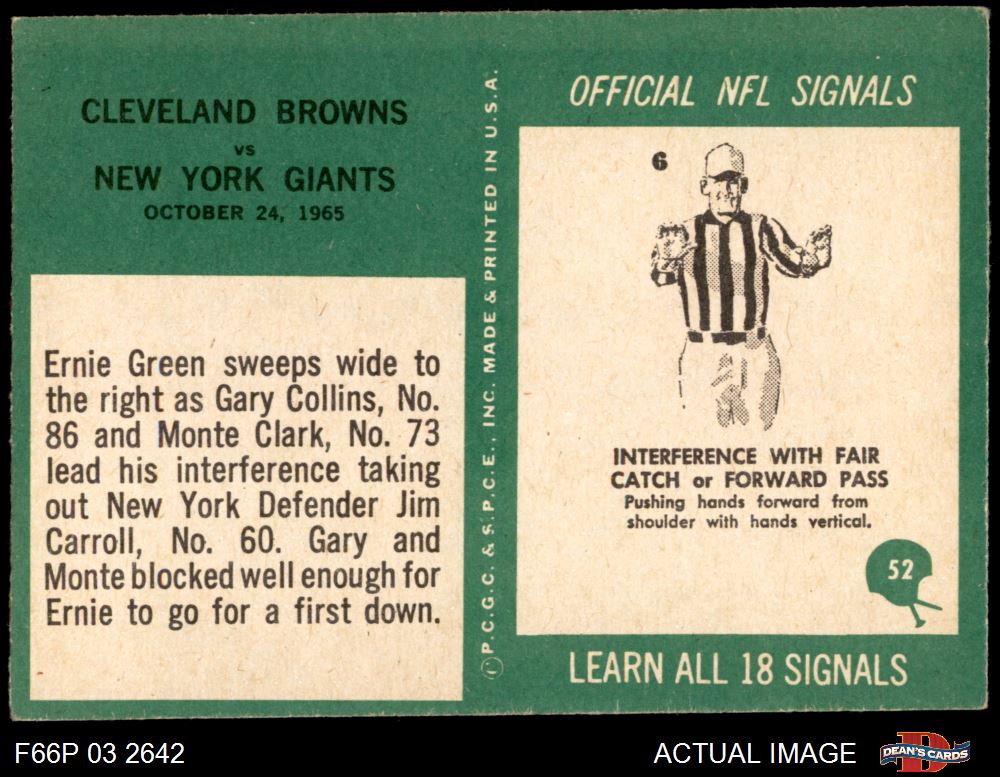 CLEVELAND BROWNS
vs
NEW YORK GIANTS
OCTOBER 24, 1965
Ernie Green sweeps wide to
the right as Gary Collins, No.
86 and Monte Clark, No. 73
lead his interference taking
out New York Defender Jim
Carroll, No. 60. Gary and
Monte blocked well enough for
Ernie to go for a first down.
©P.C.G.C. & S.P.C.E., INC. MADE & PRINTED IN U.S.A.
OFFICIAL NFL SIGNALS
6
INTERFERENCE WITH FAIR
CATCH or FORWARD PASS
Pushing hands forward from
shoulder with hands vertical.
52
LEARN ALL 18 SIGNALS
F66P 03 2642
ACTUAL IMAGE
D
DEAN'S CARDS